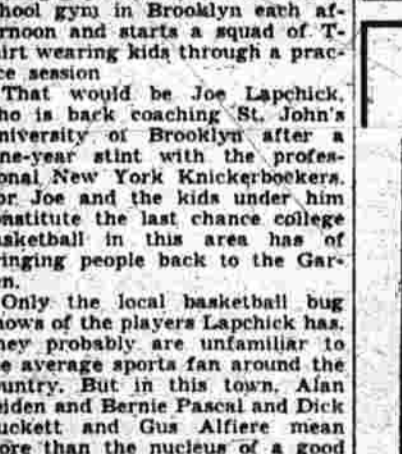 hool gym in Brooklyn each af-
rnoon and starts a squad of T-
irt wearing kids through a prac-
ce session
That would be Joe Lapchick,
ho is back coaching St. John's
niversity of Brooklyn after a
ne-year stint with the profes-
onal New York Knickerbockers.
or Joe and the kids under him
nstitute the last chance college
asketball in this area has of
inging people back to the Gar-
en.
Only the local basketball bug
nows of the players Lapchick has.
hey probably are unfamiliar to
e average sports fan around the
untry. But in this town, Alan
eiden and Bernie Pascal and Dick
uckett and Gus Alfiere mean
ore than the nucleus of a good